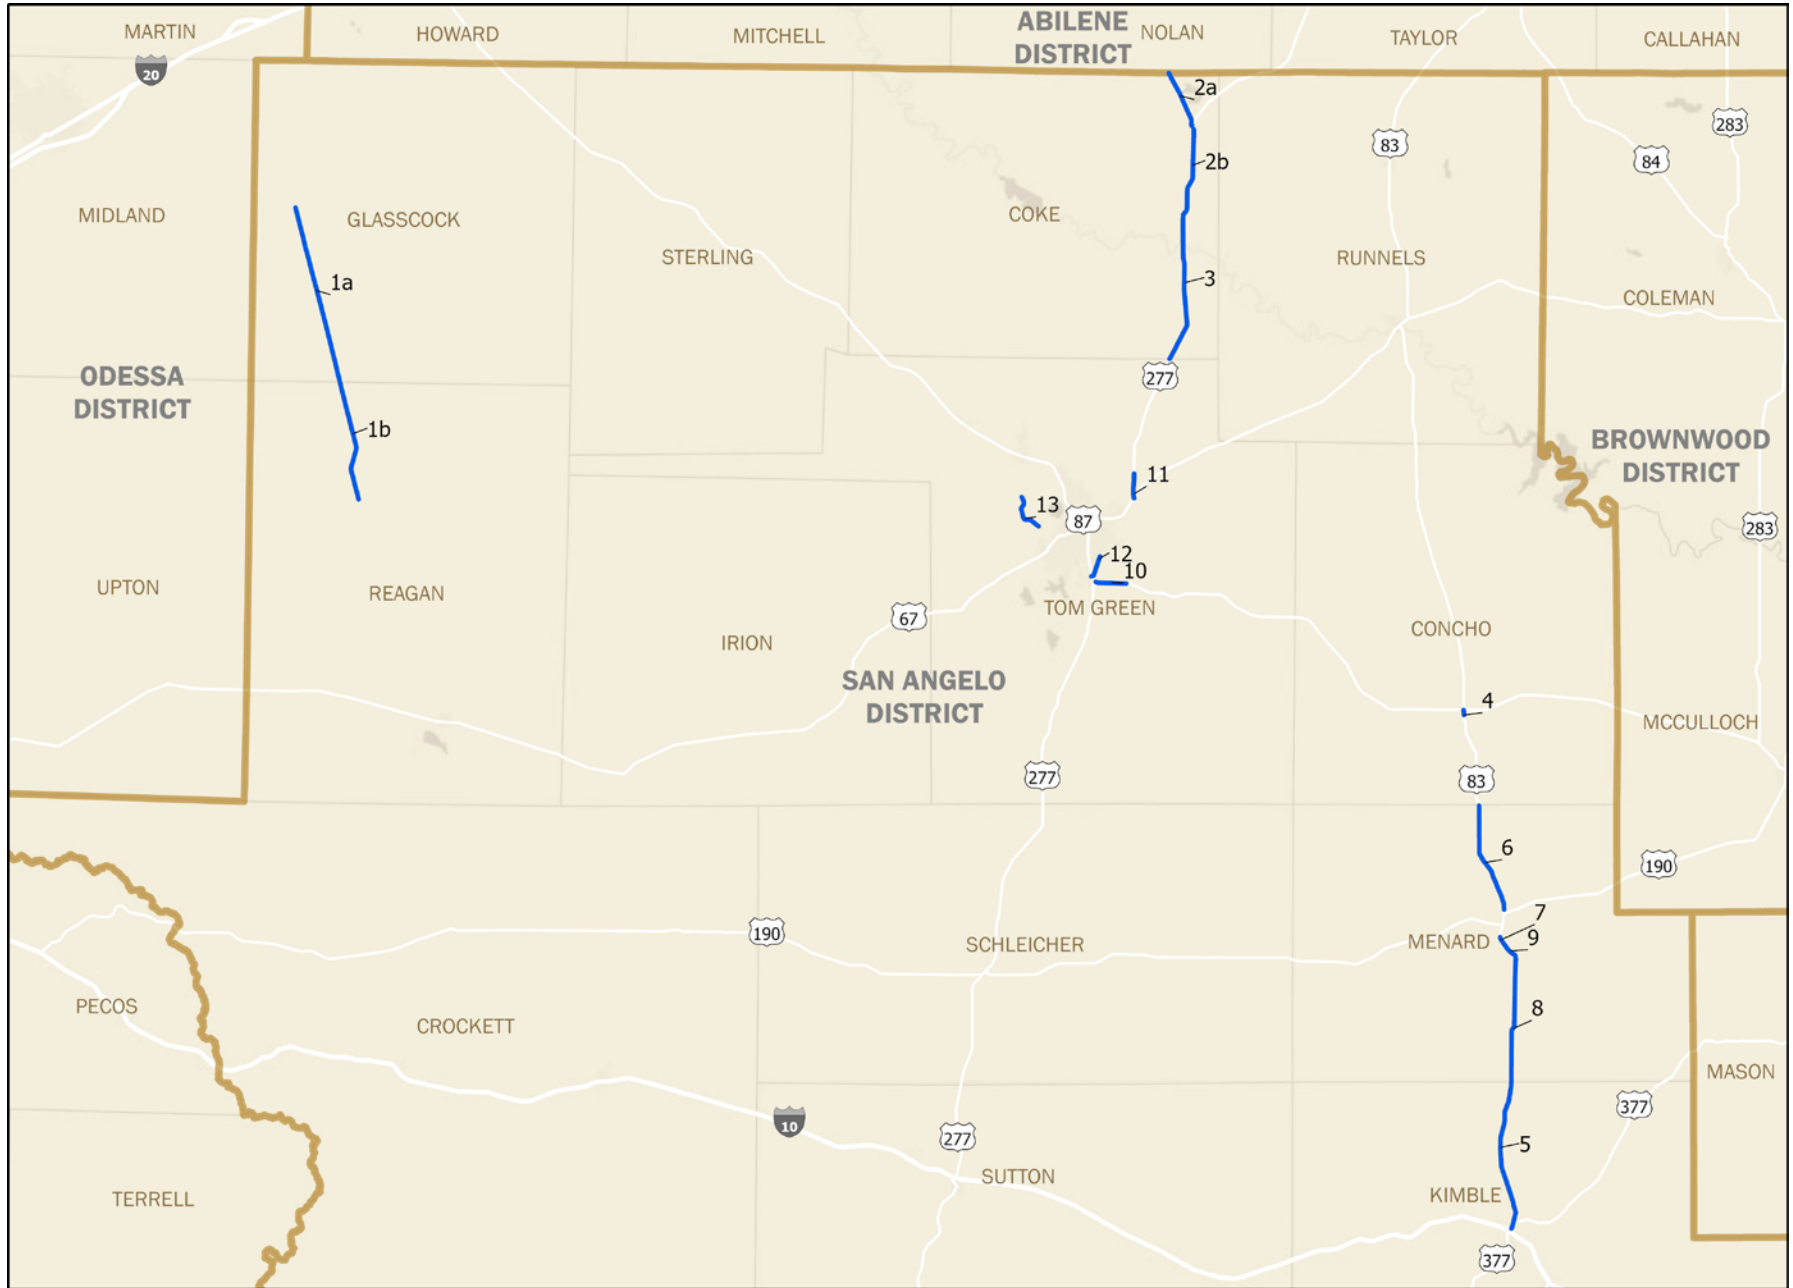 MARTIN
HOWARD
MITCHELL
ABILENE
DISTRICT
NOLAN
TAYLOR
CALLAHAN
20
2a
283
83
84
2b
MIDLAND
GLASSCOCK
COKE
STERLING
RUNNELS
1a
3
COLEMAN
ODESSA
DISTRICT
277
1b
BROWNWOOD
DISTRICT
11
13
87
283
12
10
UPTON
REAGAN
TOM GREEN
67
IRION
CONCHO
SAN ANGELO
DISTRICT
4
MCCULLOCH
277
83
6
190
7
190
SCHLEICHER
MENARD
9
PECOS
CROCKETT
8
MASON
377
10
277
5
SUTTON
TERRELL
KIMBLE
377